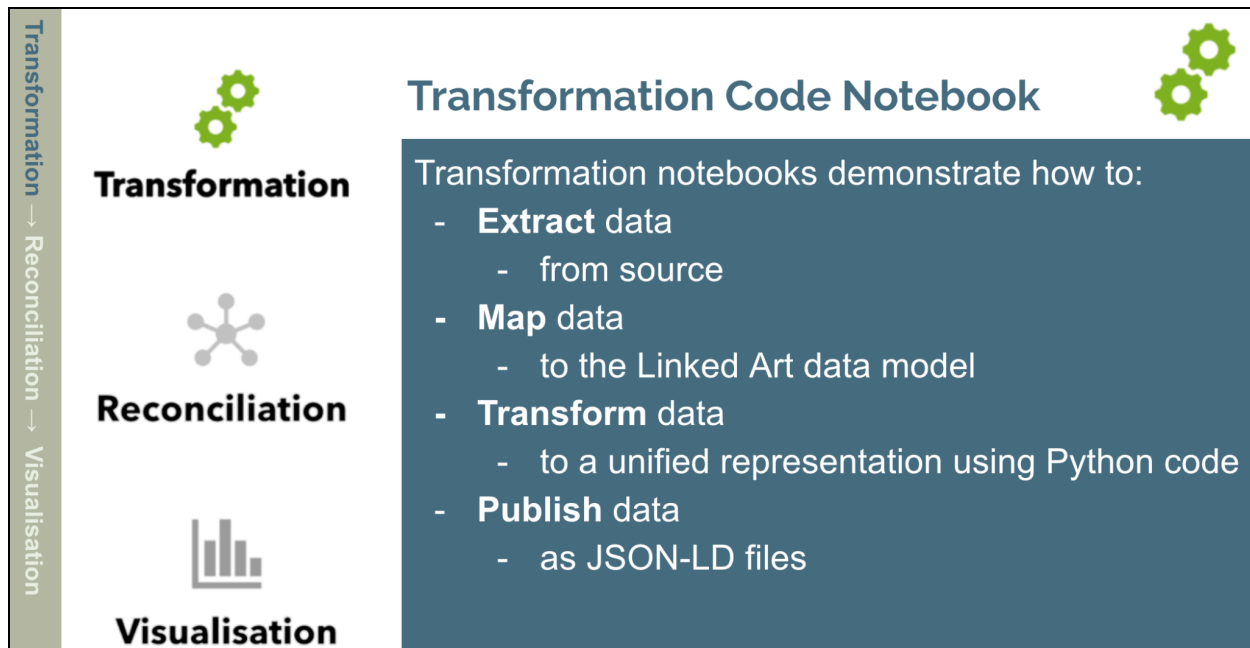 Transformation → Reconciliation → Visualisation
Transformation
Reconciliation
Visualisation
Transformation Code Notebook
Transformation notebooks demonstrate how to:
- Extract data
- from source
- Map data
- to the Linked Art data model
- Transform data
- to a unified representation using Python code
- Publish data
- as JSON-LD files